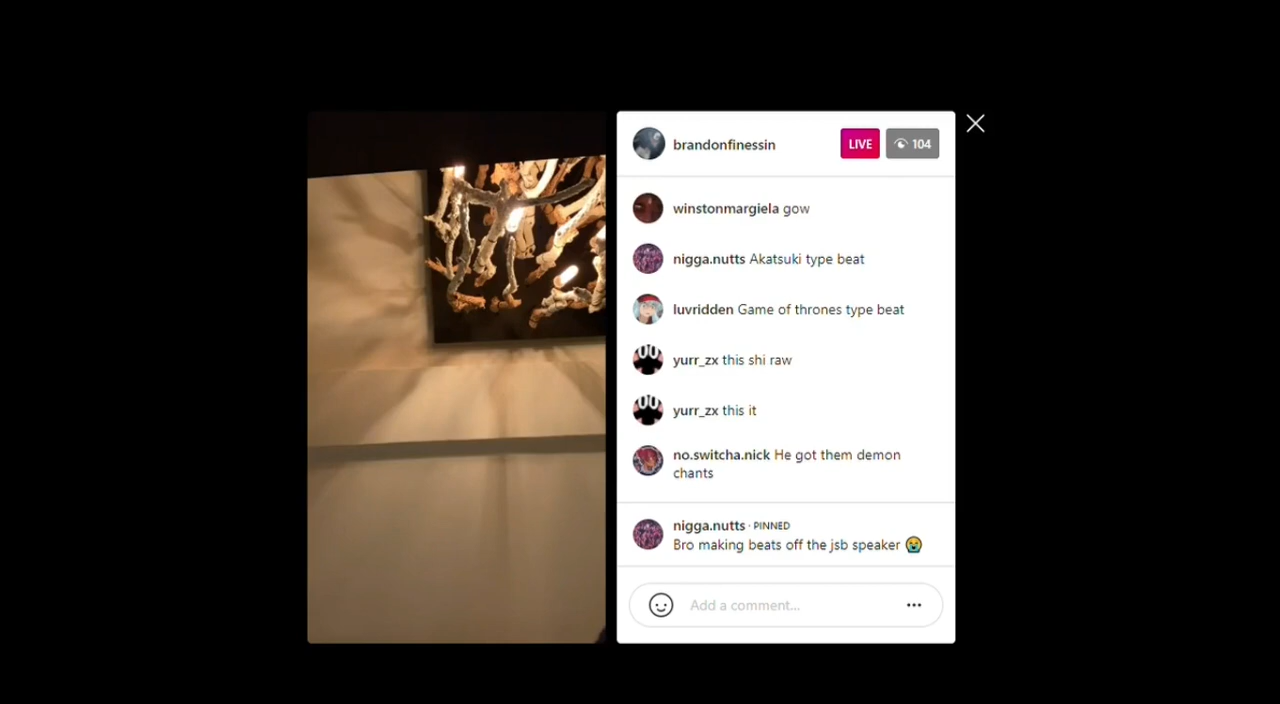 brandonfinessin LIVE 104
winstonmargiela gow
nigga.nutts Akatsuki type beat
luvridden Game of thrones type beat
yurr_zx this shi raw
yurr_zx this it
no.switcha.nick He got them demon
chants
nigga.nutts · PINNED
Bro making beats off the jsb speaker 😭
Add a comment...